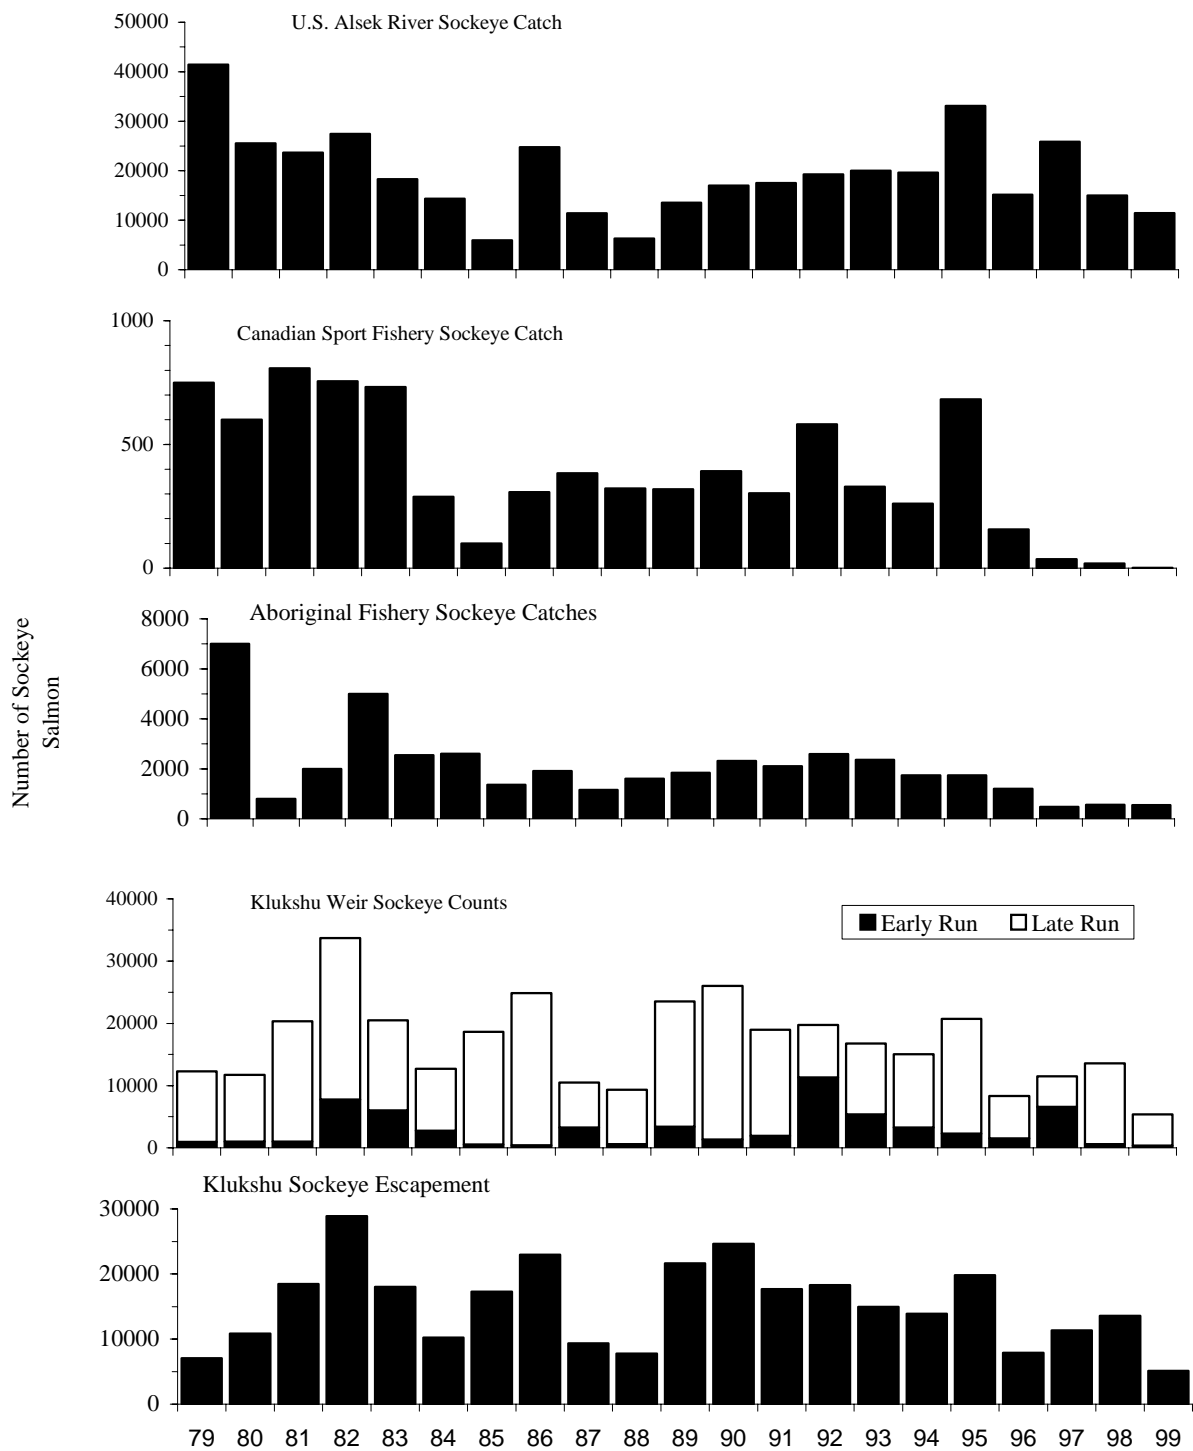 U.S. Alsek River Sockeye Catch
50000
40000
30000
20000
10000
0
Canadian Sport Fishery Sockeye Catch
1000
500
0
Aboriginal Fishery Sockeye Catches
8000
6000
4000
2000
0
Number of Sockeye
Salmon
Klukshu Weir Sockeye Counts
40000
30000
20000
10000
0
Early Run Late Run
Klukshu Sockeye Escapement
30000
20000
10000
0
79 80 81 82 83 84 85 86 87 88 89 90 91 92 93 94 95 96 97 98 99